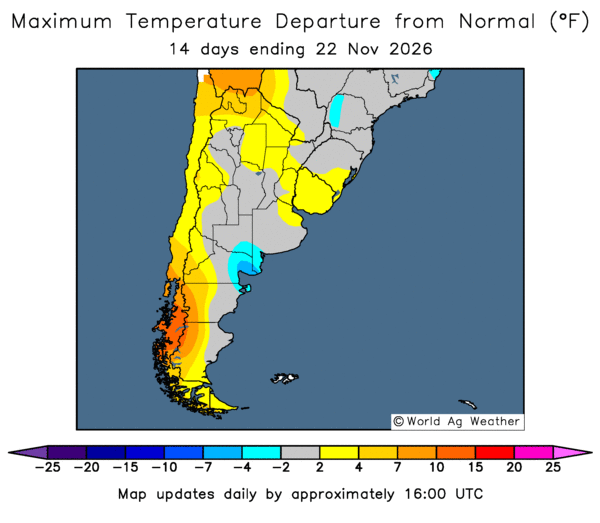 Maximum Temperature Departure from Normal (°F)
14 days ending 22 Nov 2026
© World Ag Weather
-25 -20 -15 -10 -7 -4 -2 2 4 7 10 15 20 25
Map updates daily by approximately 16:00 UTC